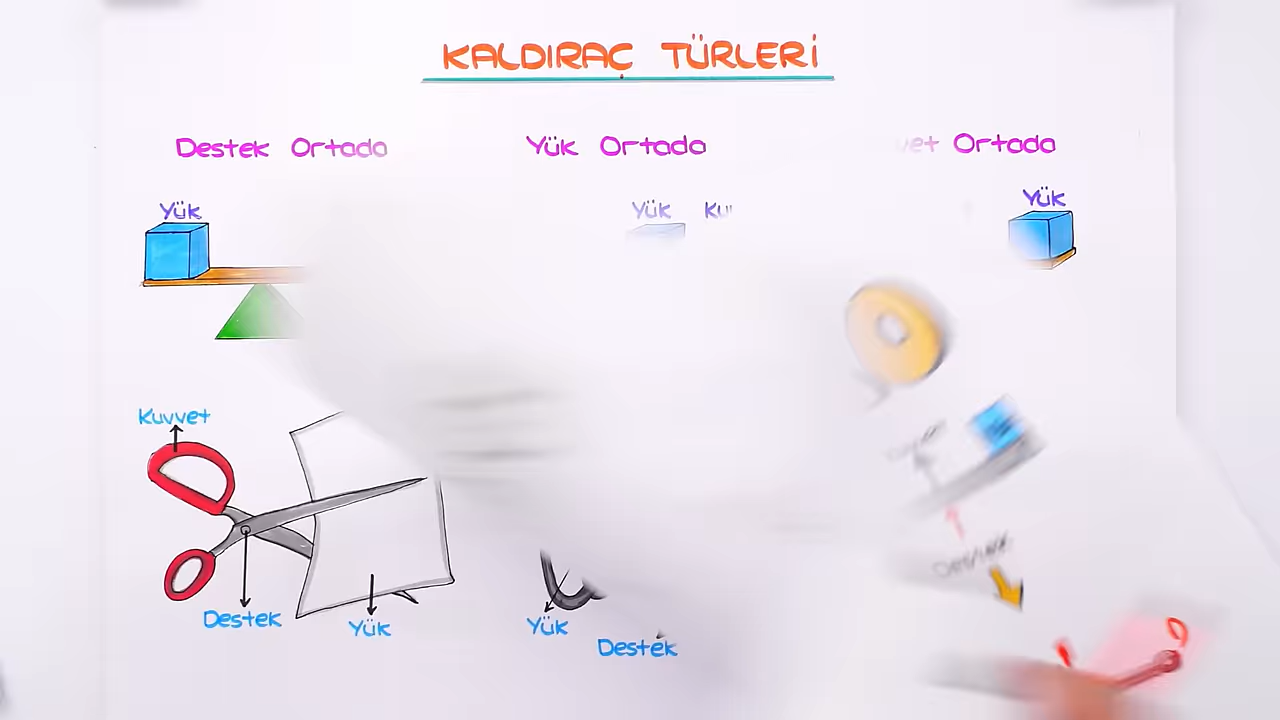 KALDIRAÇ TÜRLERİ
Destek Ortada
Yük Ortada
Ortada
Yük
Yük
Yük
Kuvvet
Destek
Yük
Yük
Destek